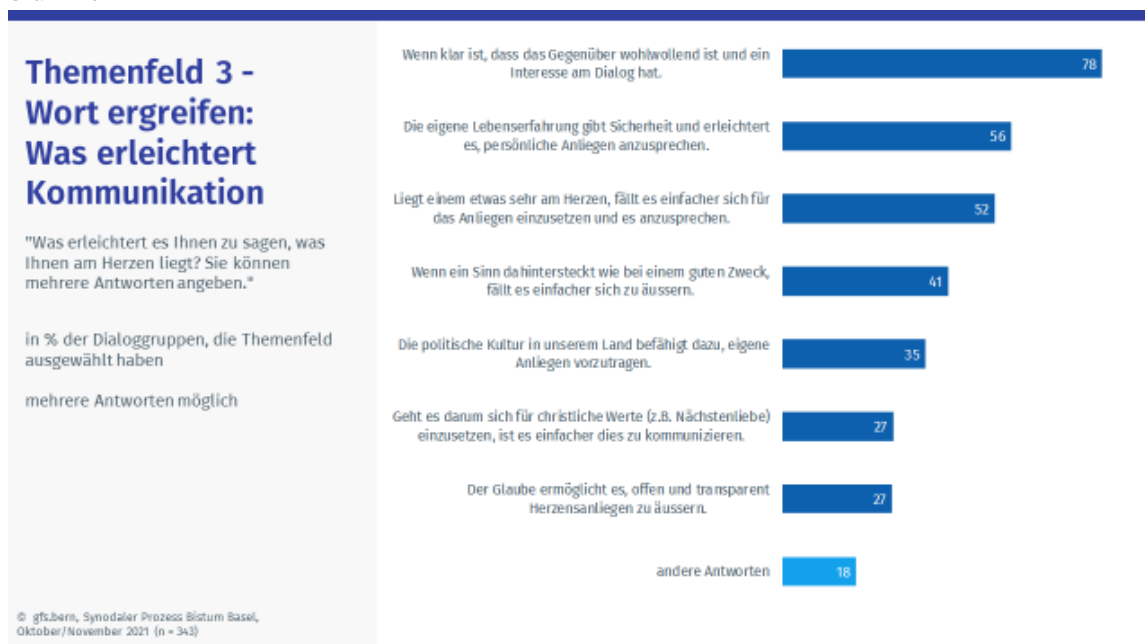 Themenfeld 3 -
Wort ergreifen:
Was erleichtert
Kommunikation
"Was erleichtert es Ihnen zu sagen, was
Ihnen am Herzen liegt? Sie können
mehrere Antworten angeben."
in % der Dialoggruppen, die Themenfeld
ausgewählt haben
mehrere Antworten möglich
© gfs.bern, Synodaler Prozess Bistum Basel,
Oktober/November 2021 (n = 343)
Wenn klar ist, dass das Gegenüber wohlwollend ist und ein
Interesse am Dialog hat.
78
Die eigene Lebenserfahrung gibt Sicherheit und erleichtert
es, persönliche Anliegen anzusprechen.
56
Liegt einem etwas sehr am Herzen, fällt es einfacher sich für
das Anliegen einzusetzen und es anzusprechen.
52
Wenn ein Sinn dahintersteckt wie bei einem guten Zweck,
fällt es einfacher sich zu äussern.
41
Die politische Kultur in unserem Land befähigt dazu, eigene
Anliegen vorzutragen.
35
Geht es darum sich für christliche Werte (z.B. Nächstenliebe)
einzusetzen, ist es einfacher dies zu kommunizieren.
27
Der Glaube ermöglicht es, offen und transparent
Herzensanliegen zu äussern.
27
andere Antworten
18